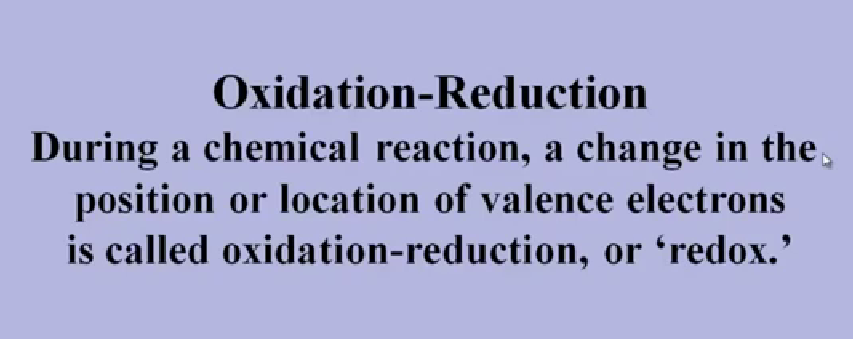 Oxidation-Reduction
During a chemical reaction, a change in the
position or location of valence electrons
is called oxidation-reduction, or ‘redox.’